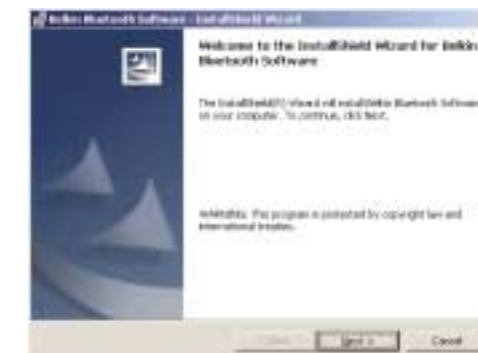 Belkin Bluetooth Software - InstallShield Wizard
Welcome to the InstallShield Wizard for Belkin
Bluetooth Software
The InstallShield(R) Wizard will install Belkin Bluetooth Software
on your computer. To continue, click Next.
WARNING: This program is protected by copyright law and
international treaties.
Next >
Cancel